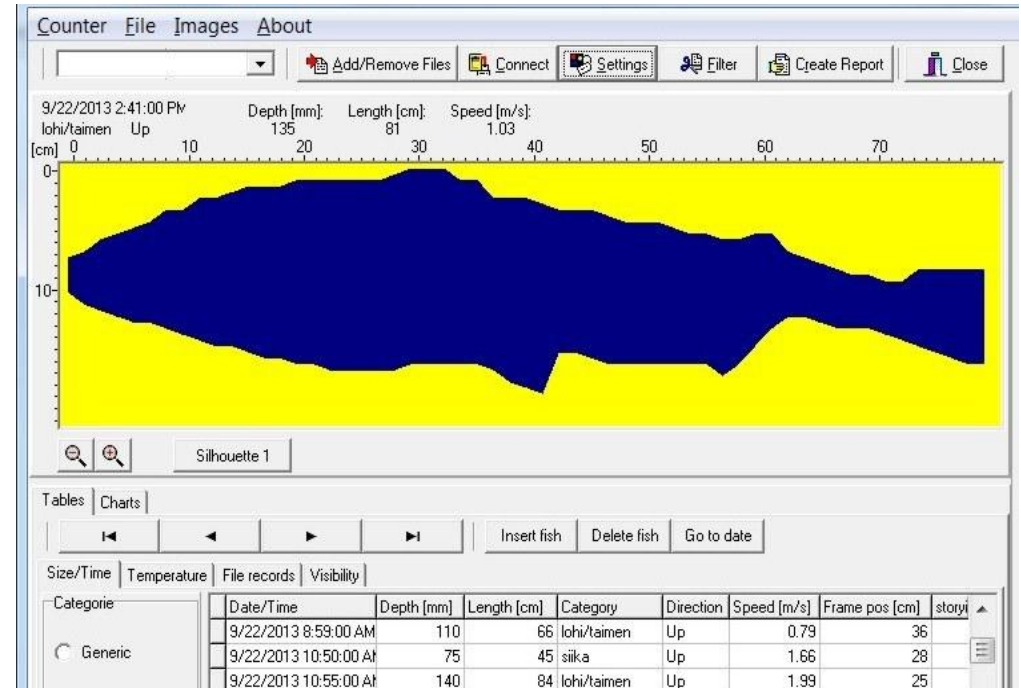 Counter File Images About
Add/Remove Files Connect Settings Filter Create Report Close
9/22/2013 2:41:00 PM Depth [mm]: Length [cm]: Speed [m/s]:
lohi/taimen Up 135 81 1.03
[cm] 0 10 20 30 40 50 60 70
0
10
Silhouette 1
Tables Charts
Insert fish Delete fish Go to date
Size/Time Temperature File records Visibility
Categorie Date/Time Depth [mm] Length [cm] Category Direction Speed [m/s] Frame pos [cm]
9/22/2013 8:59:00 AM 110 66 lohi/taimen Up 0.79 36
Generic 9/22/2013 10:50:00 AM 75 45 siika Up 1.66 28
9/22/2013 10:55:00 AM 140 84 lohi/taimen Up 1.99 25